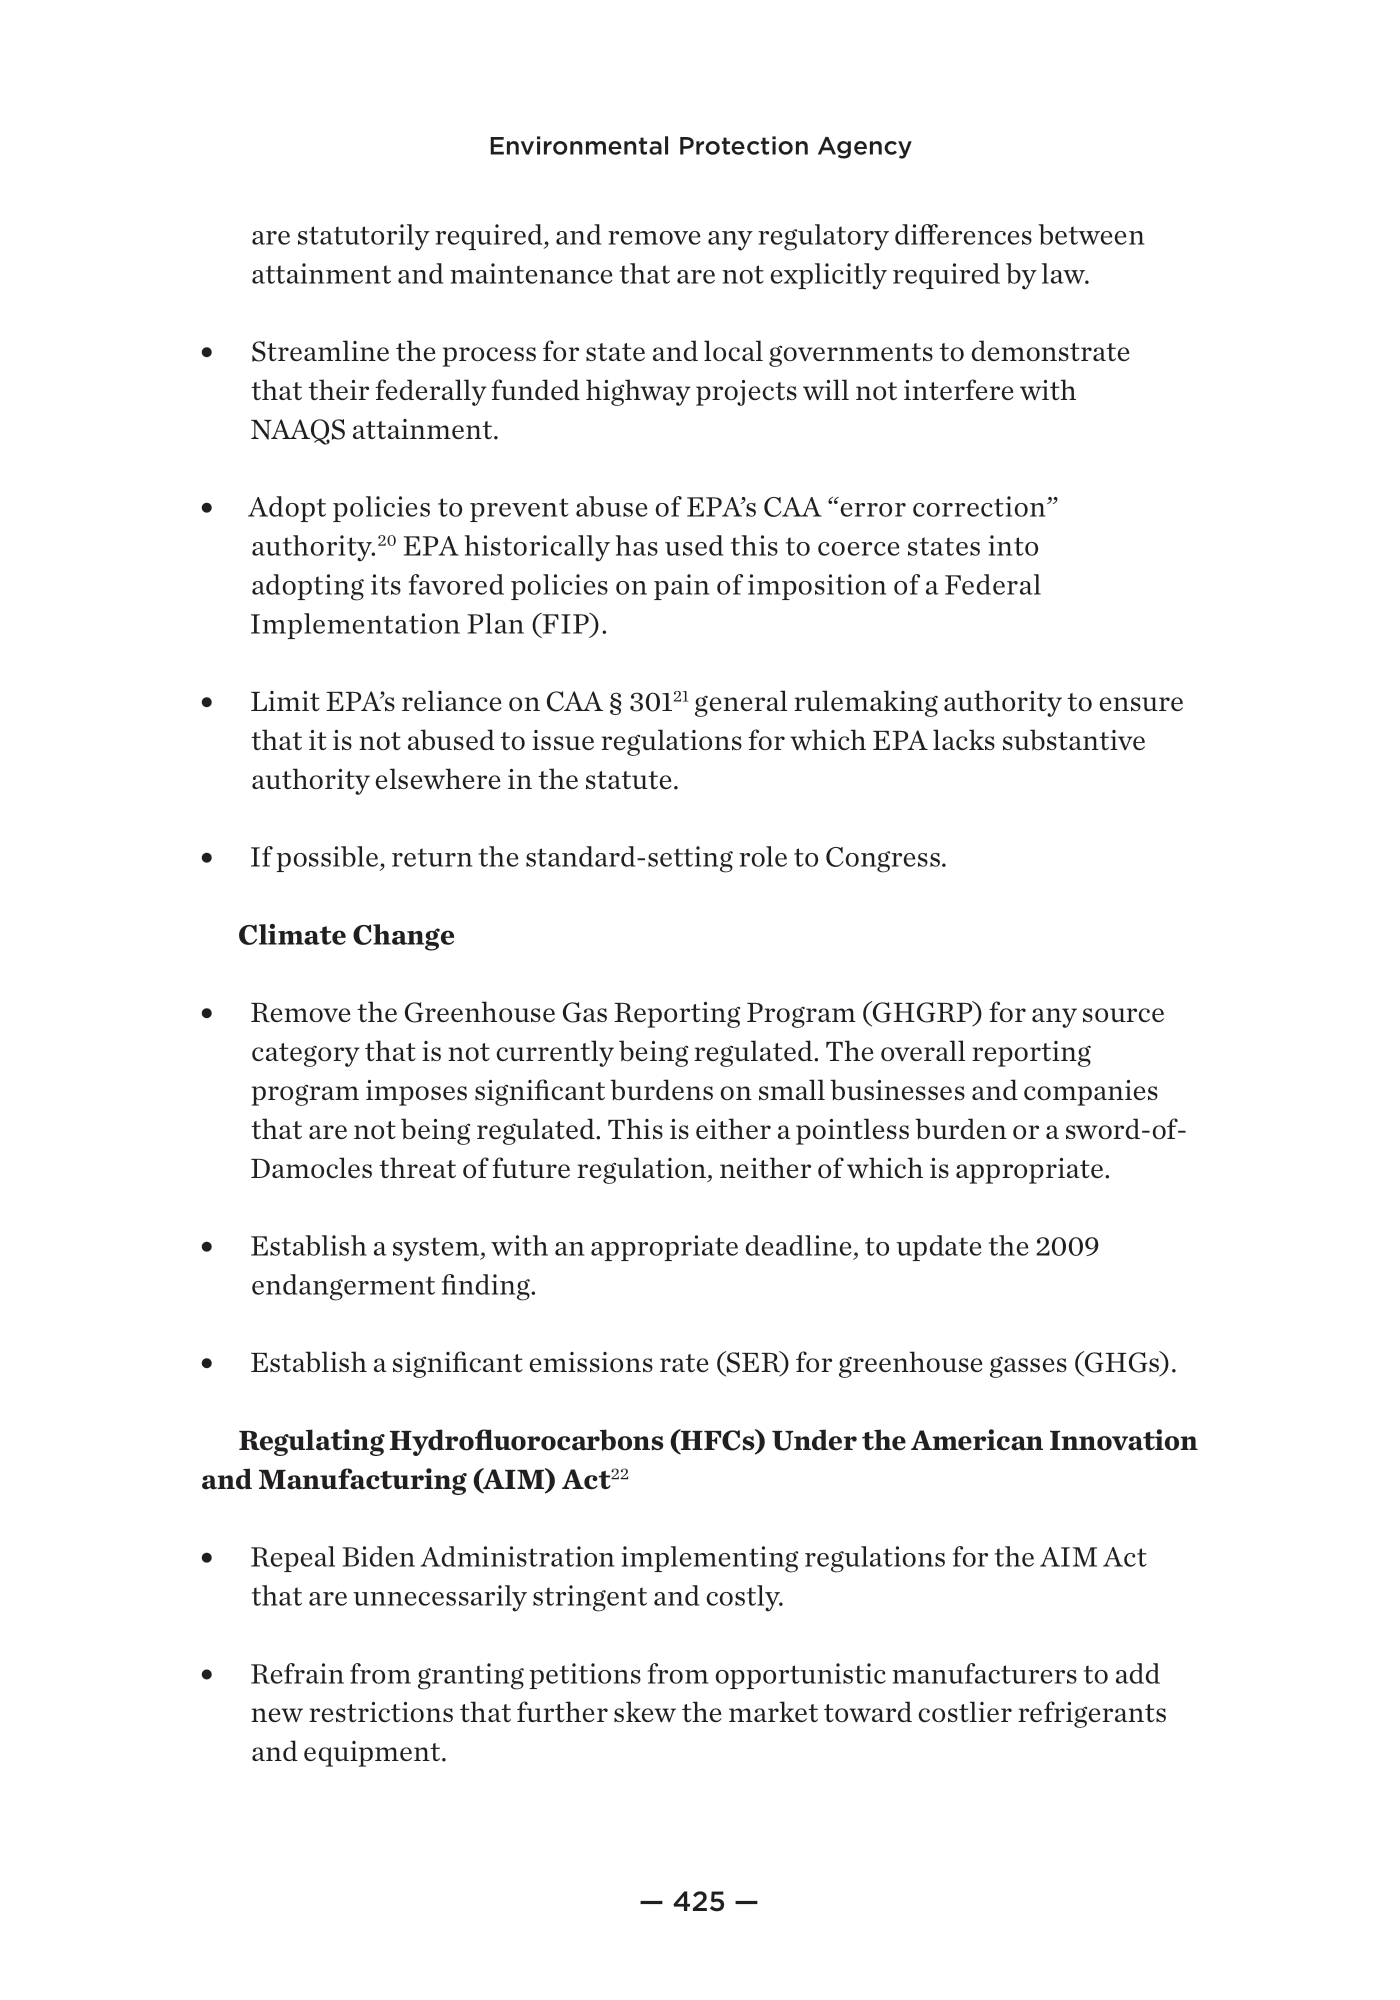 Environmental Protection Agency
are statutorily required, and remove any regulatory differences between
attainment and maintenance that are not explicitly required by law.
• Streamline the process for state and local governments to demonstrate
that their federally funded highway projects will not interfere with
NAAQS attainment.
• Adopt policies to prevent abuse of EPA’s CAA “error correction”
authority.²⁰ EPA historically has used this to coerce states into
adopting its favored policies on pain of imposition of a Federal
Implementation Plan (FIP).
• Limit EPA’s reliance on CAA § 301²¹ general rulemaking authority to ensure
that it is not abused to issue regulations for which EPA lacks substantive
authority elsewhere in the statute.
• If possible, return the standard-setting role to Congress.
Climate Change
• Remove the Greenhouse Gas Reporting Program (GHGRP) for any source
category that is not currently being regulated. The overall reporting
program imposes significant burdens on small businesses and companies
that are not being regulated. This is either a pointless burden or a sword-of-
Damocles threat of future regulation, neither of which is appropriate.
• Establish a system, with an appropriate deadline, to update the 2009
endangerment finding.
• Establish a significant emissions rate (SER) for greenhouse gasses (GHGs).
Regulating Hydrofluorocarbons (HFCs) Under the American Innovation
and Manufacturing (AIM) Act²²
• Repeal Biden Administration implementing regulations for the AIM Act
that are unnecessarily stringent and costly.
• Refrain from granting petitions from opportunistic manufacturers to add
new restrictions that further skew the market toward costlier refrigerants
and equipment.
— 425 —